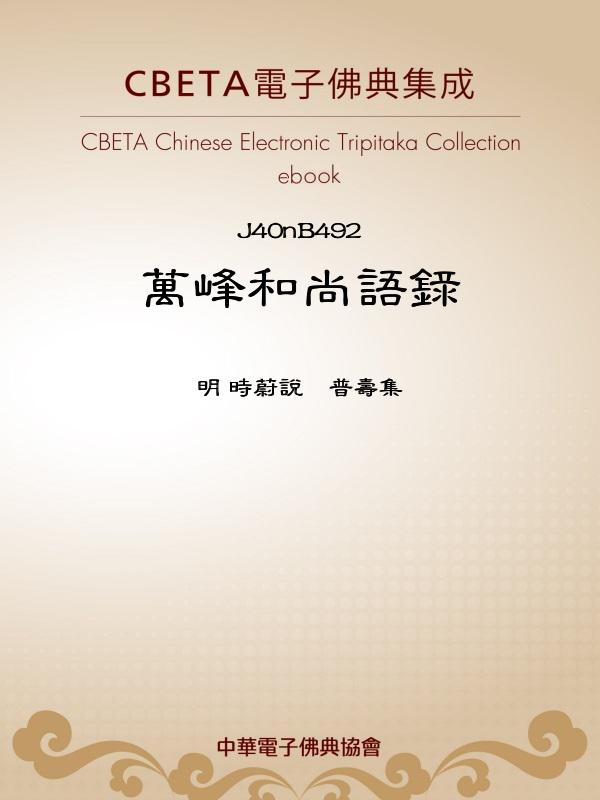 CBETA電子佛典集成
CBETA Chinese Electronic Tripitaka Collection
ebook
J40nB492
萬峰和尚語錄
明 時蔚說　普壽集
中華電子佛典協會